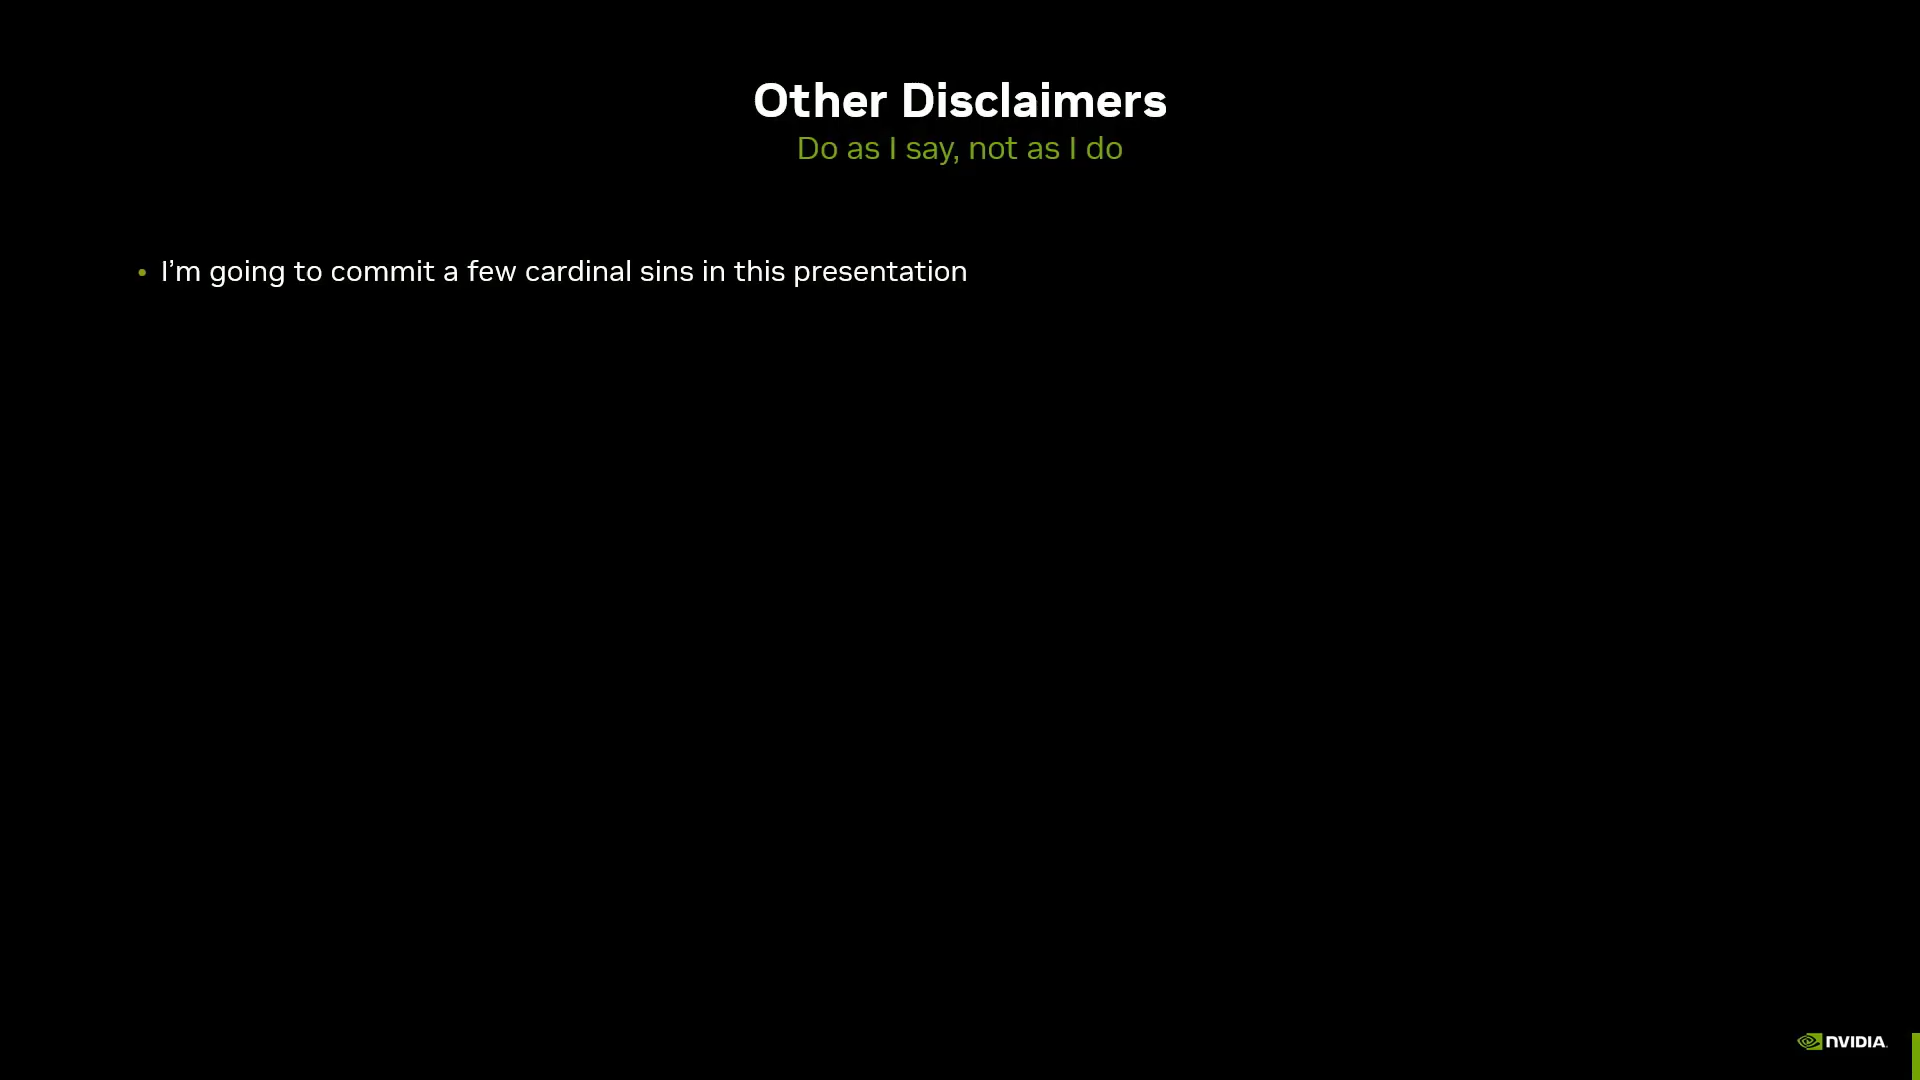 Other Disclaimers
Do as I say, not as I do
• I’m going to commit a few cardinal sins in this presentation
NVIDIA.